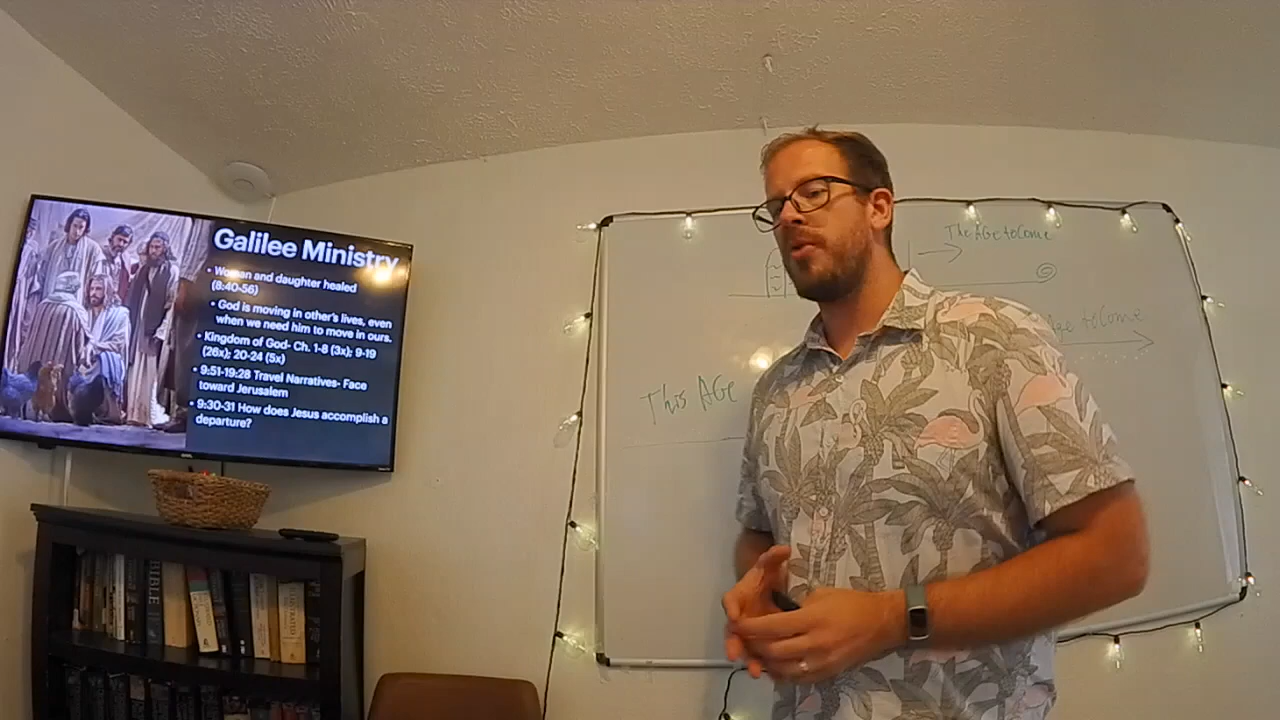 Galilee Ministry
• Woman and daughter healed
(8:40-56)
• God is moving in other's lives, even
when we need him to move in ours.
• Kingdom of God- Ch. 1-8 (3x); 9-19
(26x); 20-24 (5x)
• 9:51-19:28 Travel Narratives- Face
toward Jerusalem
• 9:30-31 How does Jesus accomplish a
departure?
The AGe to Come
Age to Come
This AGe
BIBLE